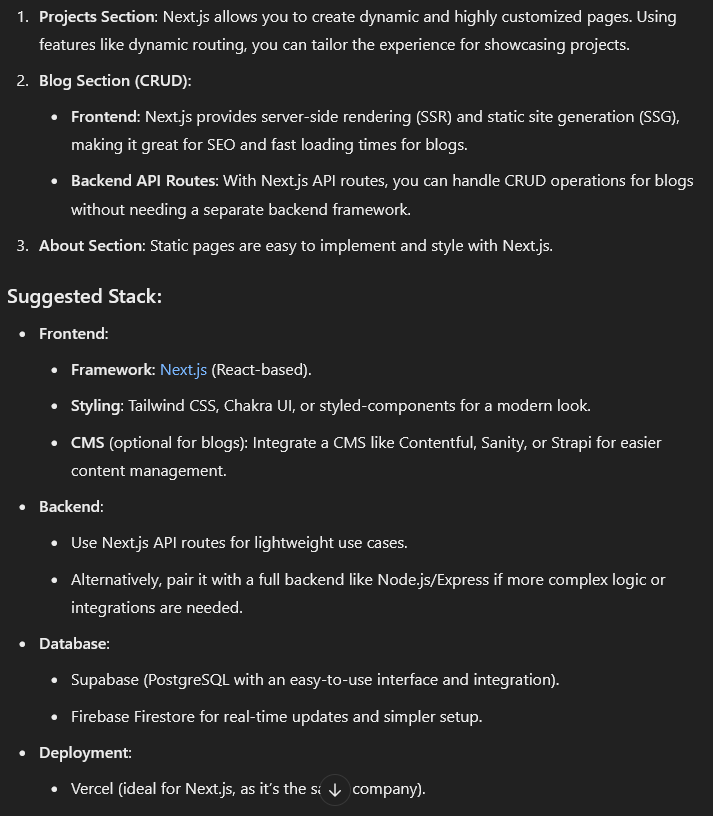 1. Projects Section: Next.js allows you to create dynamic and highly customized pages. Using
features like dynamic routing, you can tailor the experience for showcasing projects.
2. Blog Section (CRUD):
• Frontend: Next.js provides server-side rendering (SSR) and static site generation (SSG),
making it great for SEO and fast loading times for blogs.
• Backend API Routes: With Next.js API routes, you can handle CRUD operations for blogs
without needing a separate backend framework.
3. About Section: Static pages are easy to implement and style with Next.js.
Suggested Stack:
• Frontend:
• Framework: Next.js (React-based).
• Styling: Tailwind CSS, Chakra UI, or styled-components for a modern look.
• CMS (optional for blogs): Integrate a CMS like Contentful, Sanity, or Strapi for easier
content management.
• Backend:
• Use Next.js API routes for lightweight use cases.
• Alternatively, pair it with a full backend like Node.js/Express if more complex logic or
integrations are needed.
• Database:
• Supabase (PostgreSQL with an easy-to-use interface and integration).
• Firebase Firestore for real-time updates and simpler setup.
• Deployment:
• Vercel (ideal for Next.js, as it's the company).